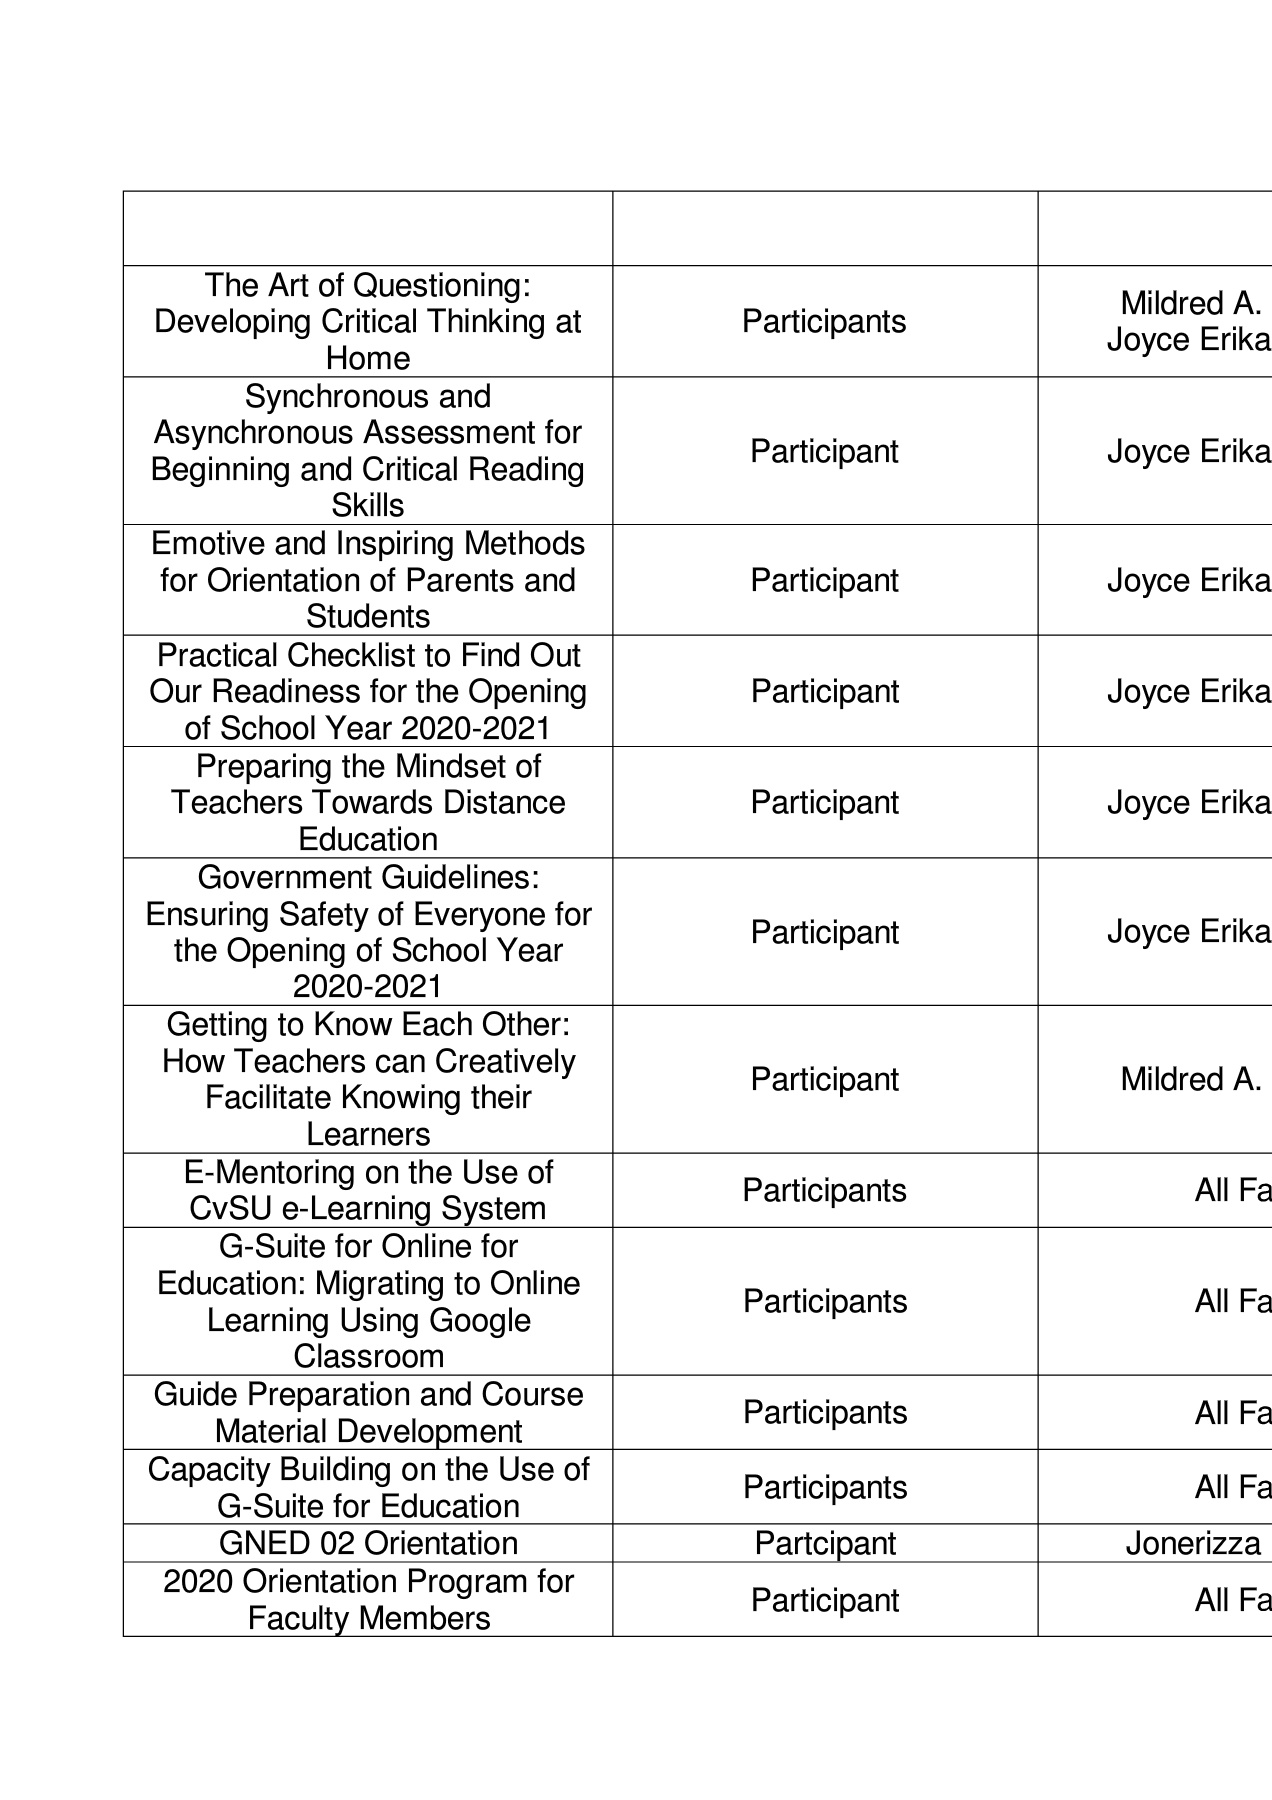 The Art of Questioning:
Developing Critical Thinking at
Home
Participants
Mildred A.
Joyce Erika
Synchronous and
Asynchronous Assessment for
Beginning and Critical Reading
Skills
Participant
Joyce Erika
Emotive and Inspiring Methods
for Orientation of Parents and
Students
Participant
Joyce Erika
Practical Checklist to Find Out
Our Readiness for the Opening
of School Year 2020-2021
Participant
Joyce Erika
Preparing the Mindset of
Teachers Towards Distance
Education
Participant
Joyce Erika
Government Guidelines:
Ensuring Safety of Everyone for
the Opening of School Year
2020-2021
Participant
Joyce Erika
Getting to Know Each Other:
How Teachers can Creatively
Facilitate Knowing their
Learners
Participant
Mildred A.
E-Mentoring on the Use of
CvSU e-Learning System
Participants
All Fa
G-Suite for Online for
Education: Migrating to Online
Learning Using Google
Classroom
Participants
All Fa
Guide Preparation and Course
Material Development
Participants
All Fa
Capacity Building on the Use of
G-Suite for Education
Participants
All Fa
GNED 02 Orientation
Partcipant
Jonerizza
2020 Orientation Program for
Faculty Members
Participant
All Fa